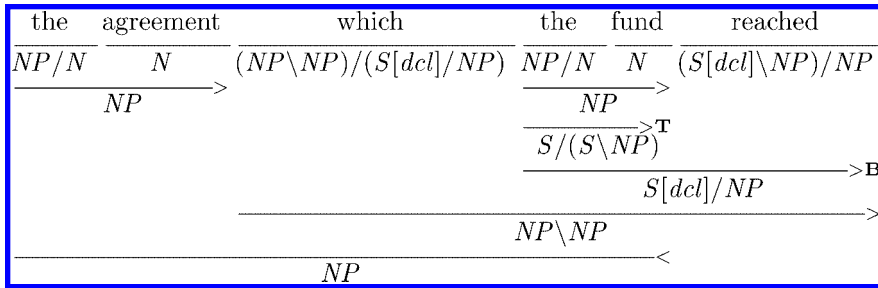 the agreement which the fund reached
NP/N N (NP\NP)/(S[dcl]/NP) NP/N N (S[dcl]\NP)/NP
> >
NP NP
>T
S/(S\NP)
>B
S[dcl]/NP
>
NP\NP
<
NP